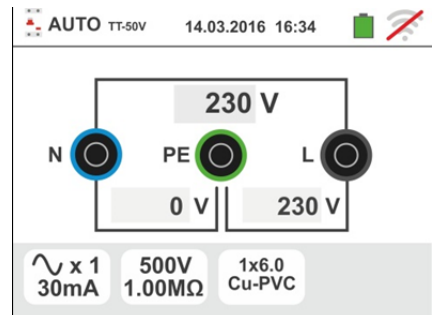 AUTO TT-50V 14.03.2016 16:34
230 V
N PE L
0 V 230 V
x 1 500V 1x6.0
30mA 1.00MΩ Cu-PVC